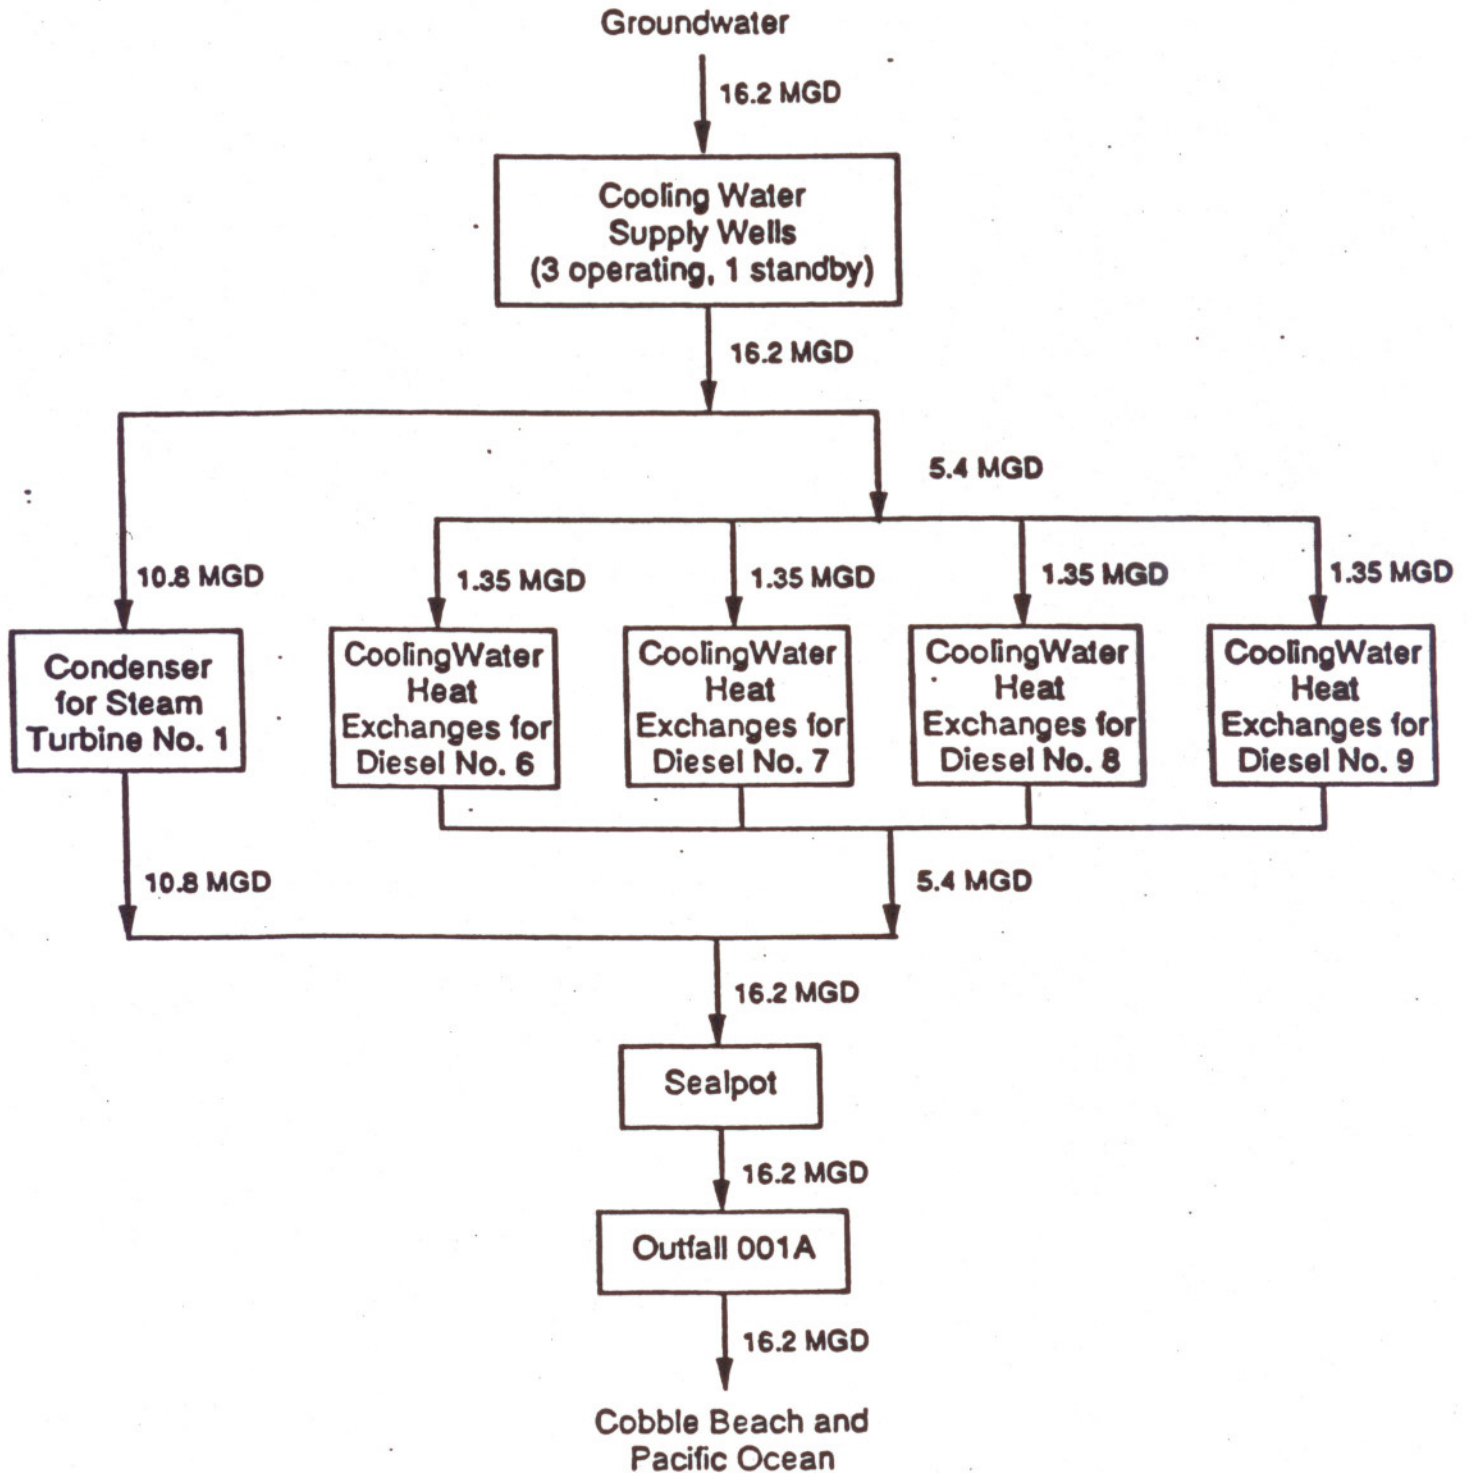 Groundwater
16.2 MGD
Cooling Water
Supply Wells
(3 operating, 1 standby)
16.2 MGD
5.4 MGD
10.8 MGD
1.35 MGD
1.35 MGD
1.35 MGD
1.35 MGD
Condenser
for Steam
Turbine No. 1
CoolingWater
Heat
Exchanges for
Diesel No. 6
CoolingWater
Heat
Exchanges for
Diesel No. 7
CoolingWater
Heat
Exchanges for
Diesel No. 8
CoolingWater
Heat
Exchanges for
Diesel No. 9
10.8 MGD
5.4 MGD
16.2 MGD
Sealpot
16.2 MGD
Outfall 001A
16.2 MGD
Cobble Beach and
Pacific Ocean